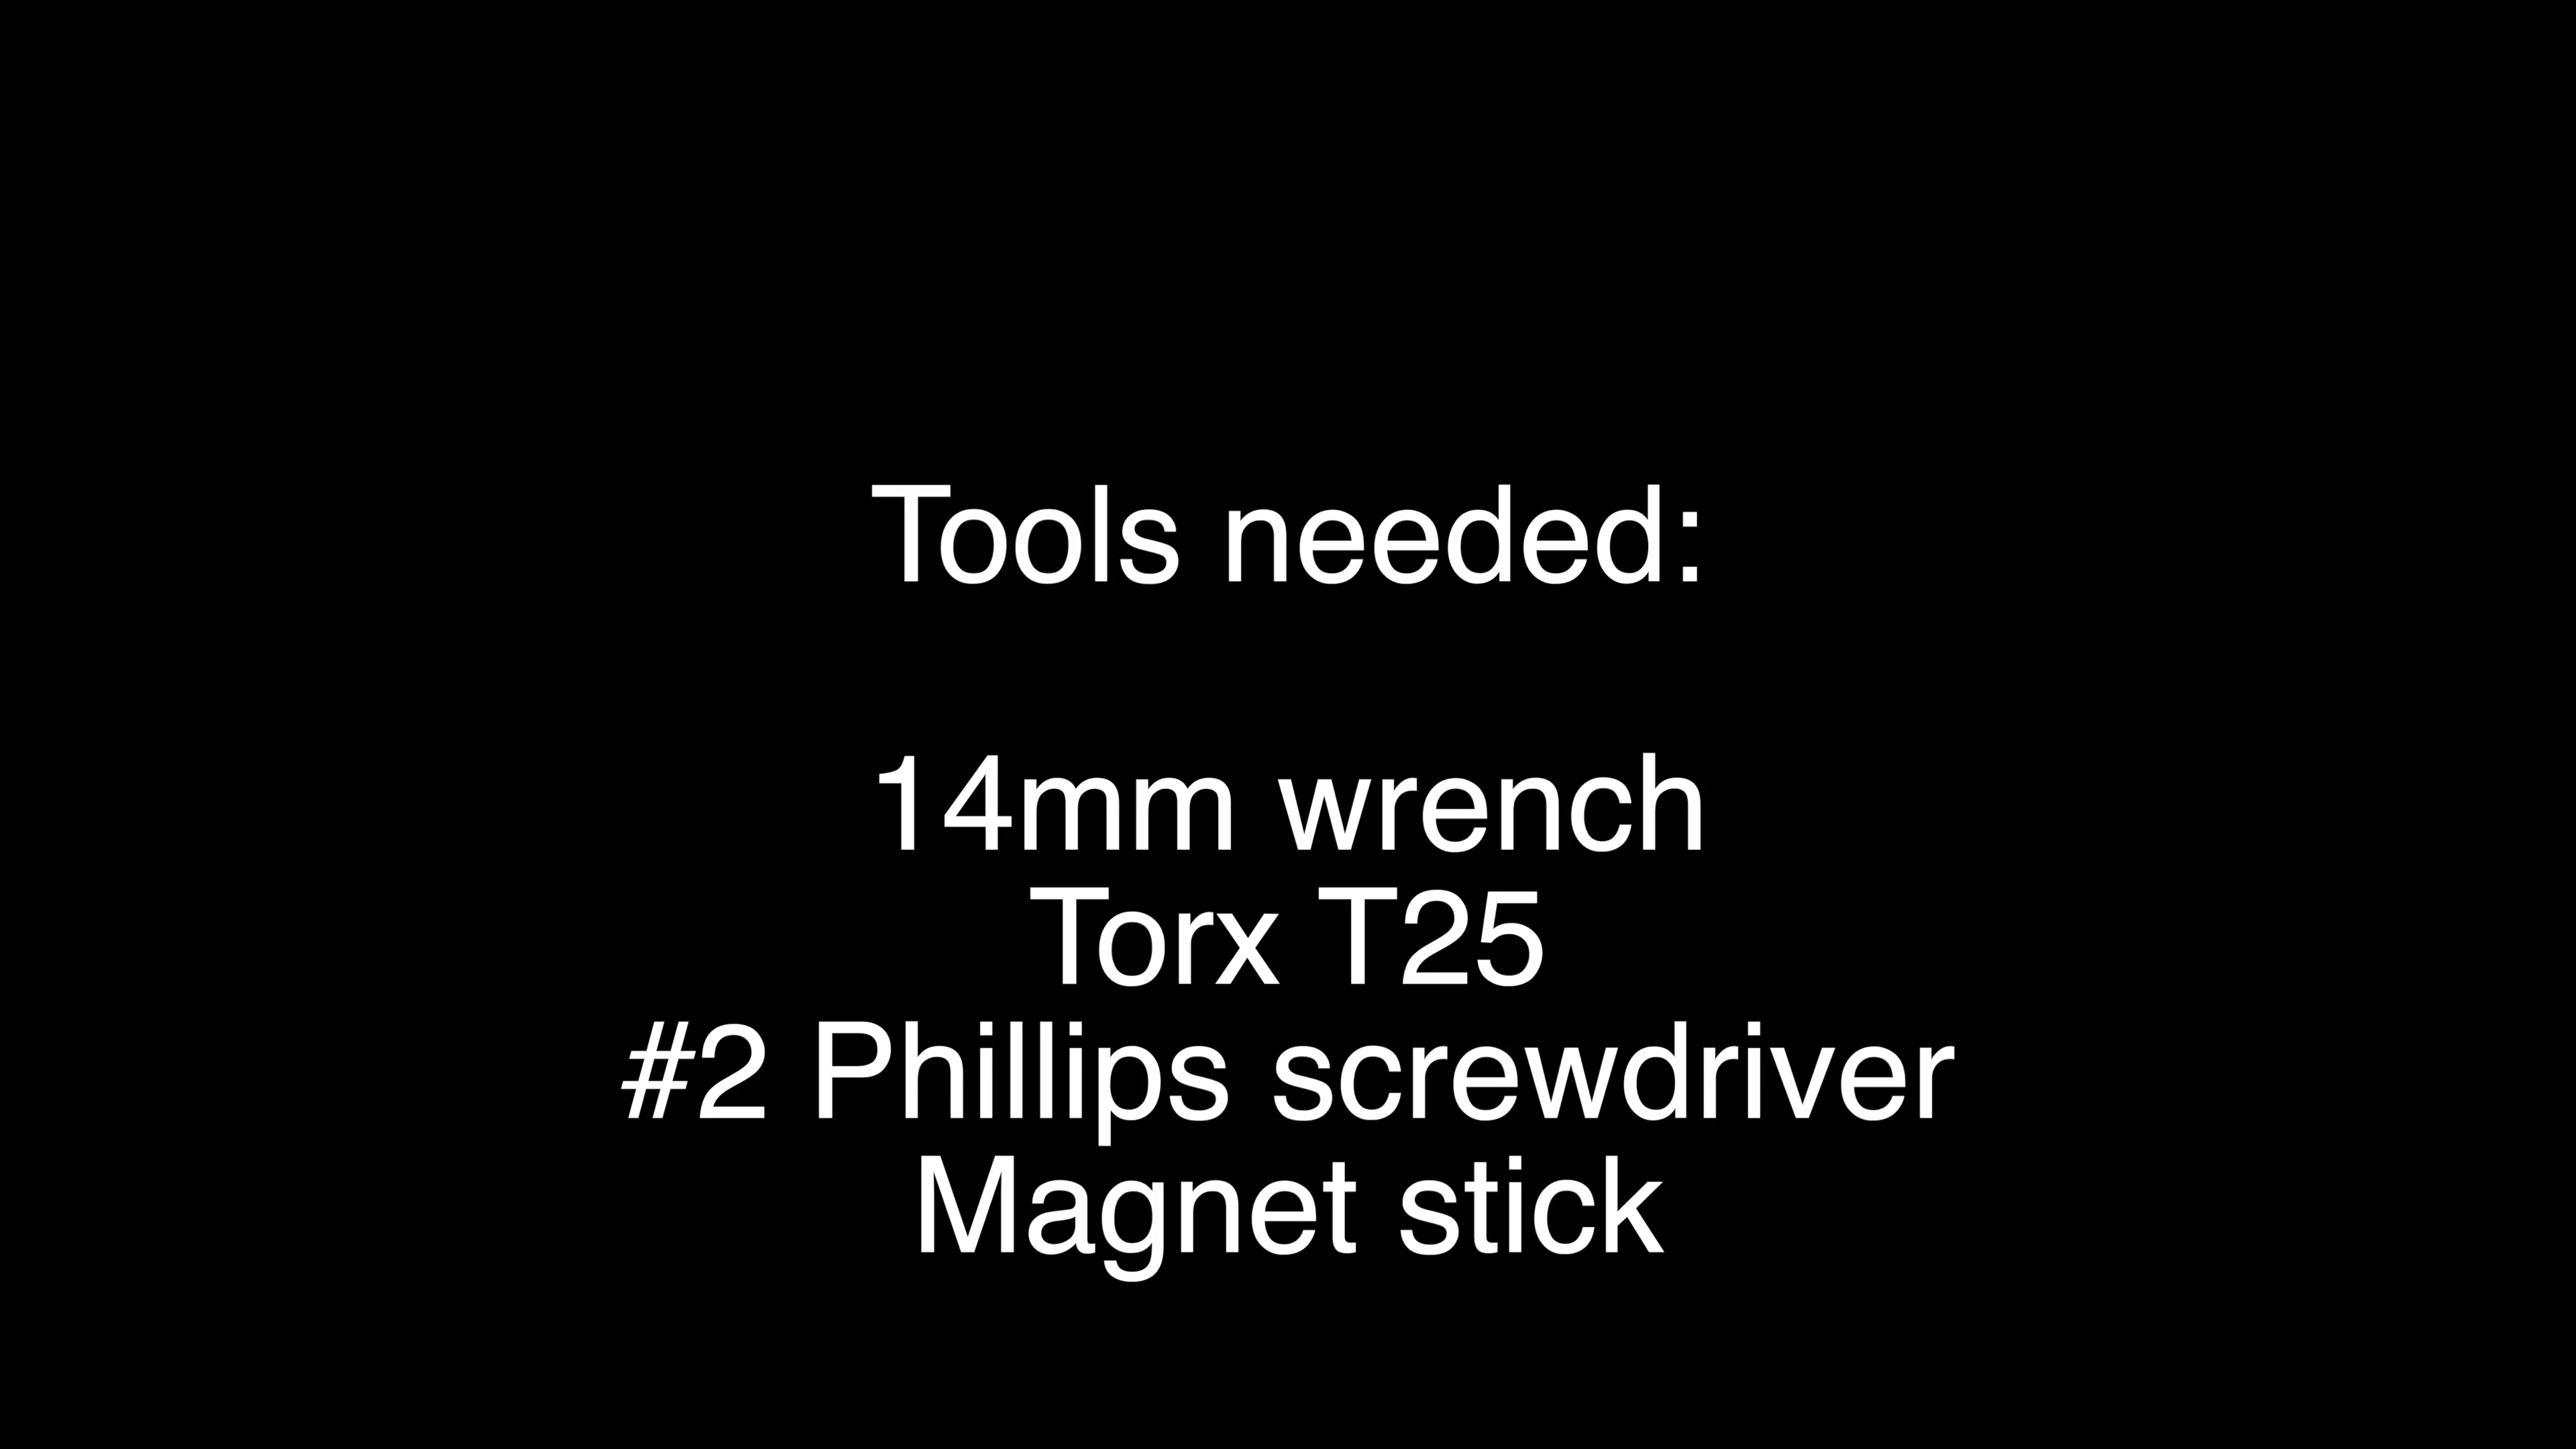 Tools needed:
14mm wrench
Torx T25
#2 Phillips screwdriver
Magnet stick